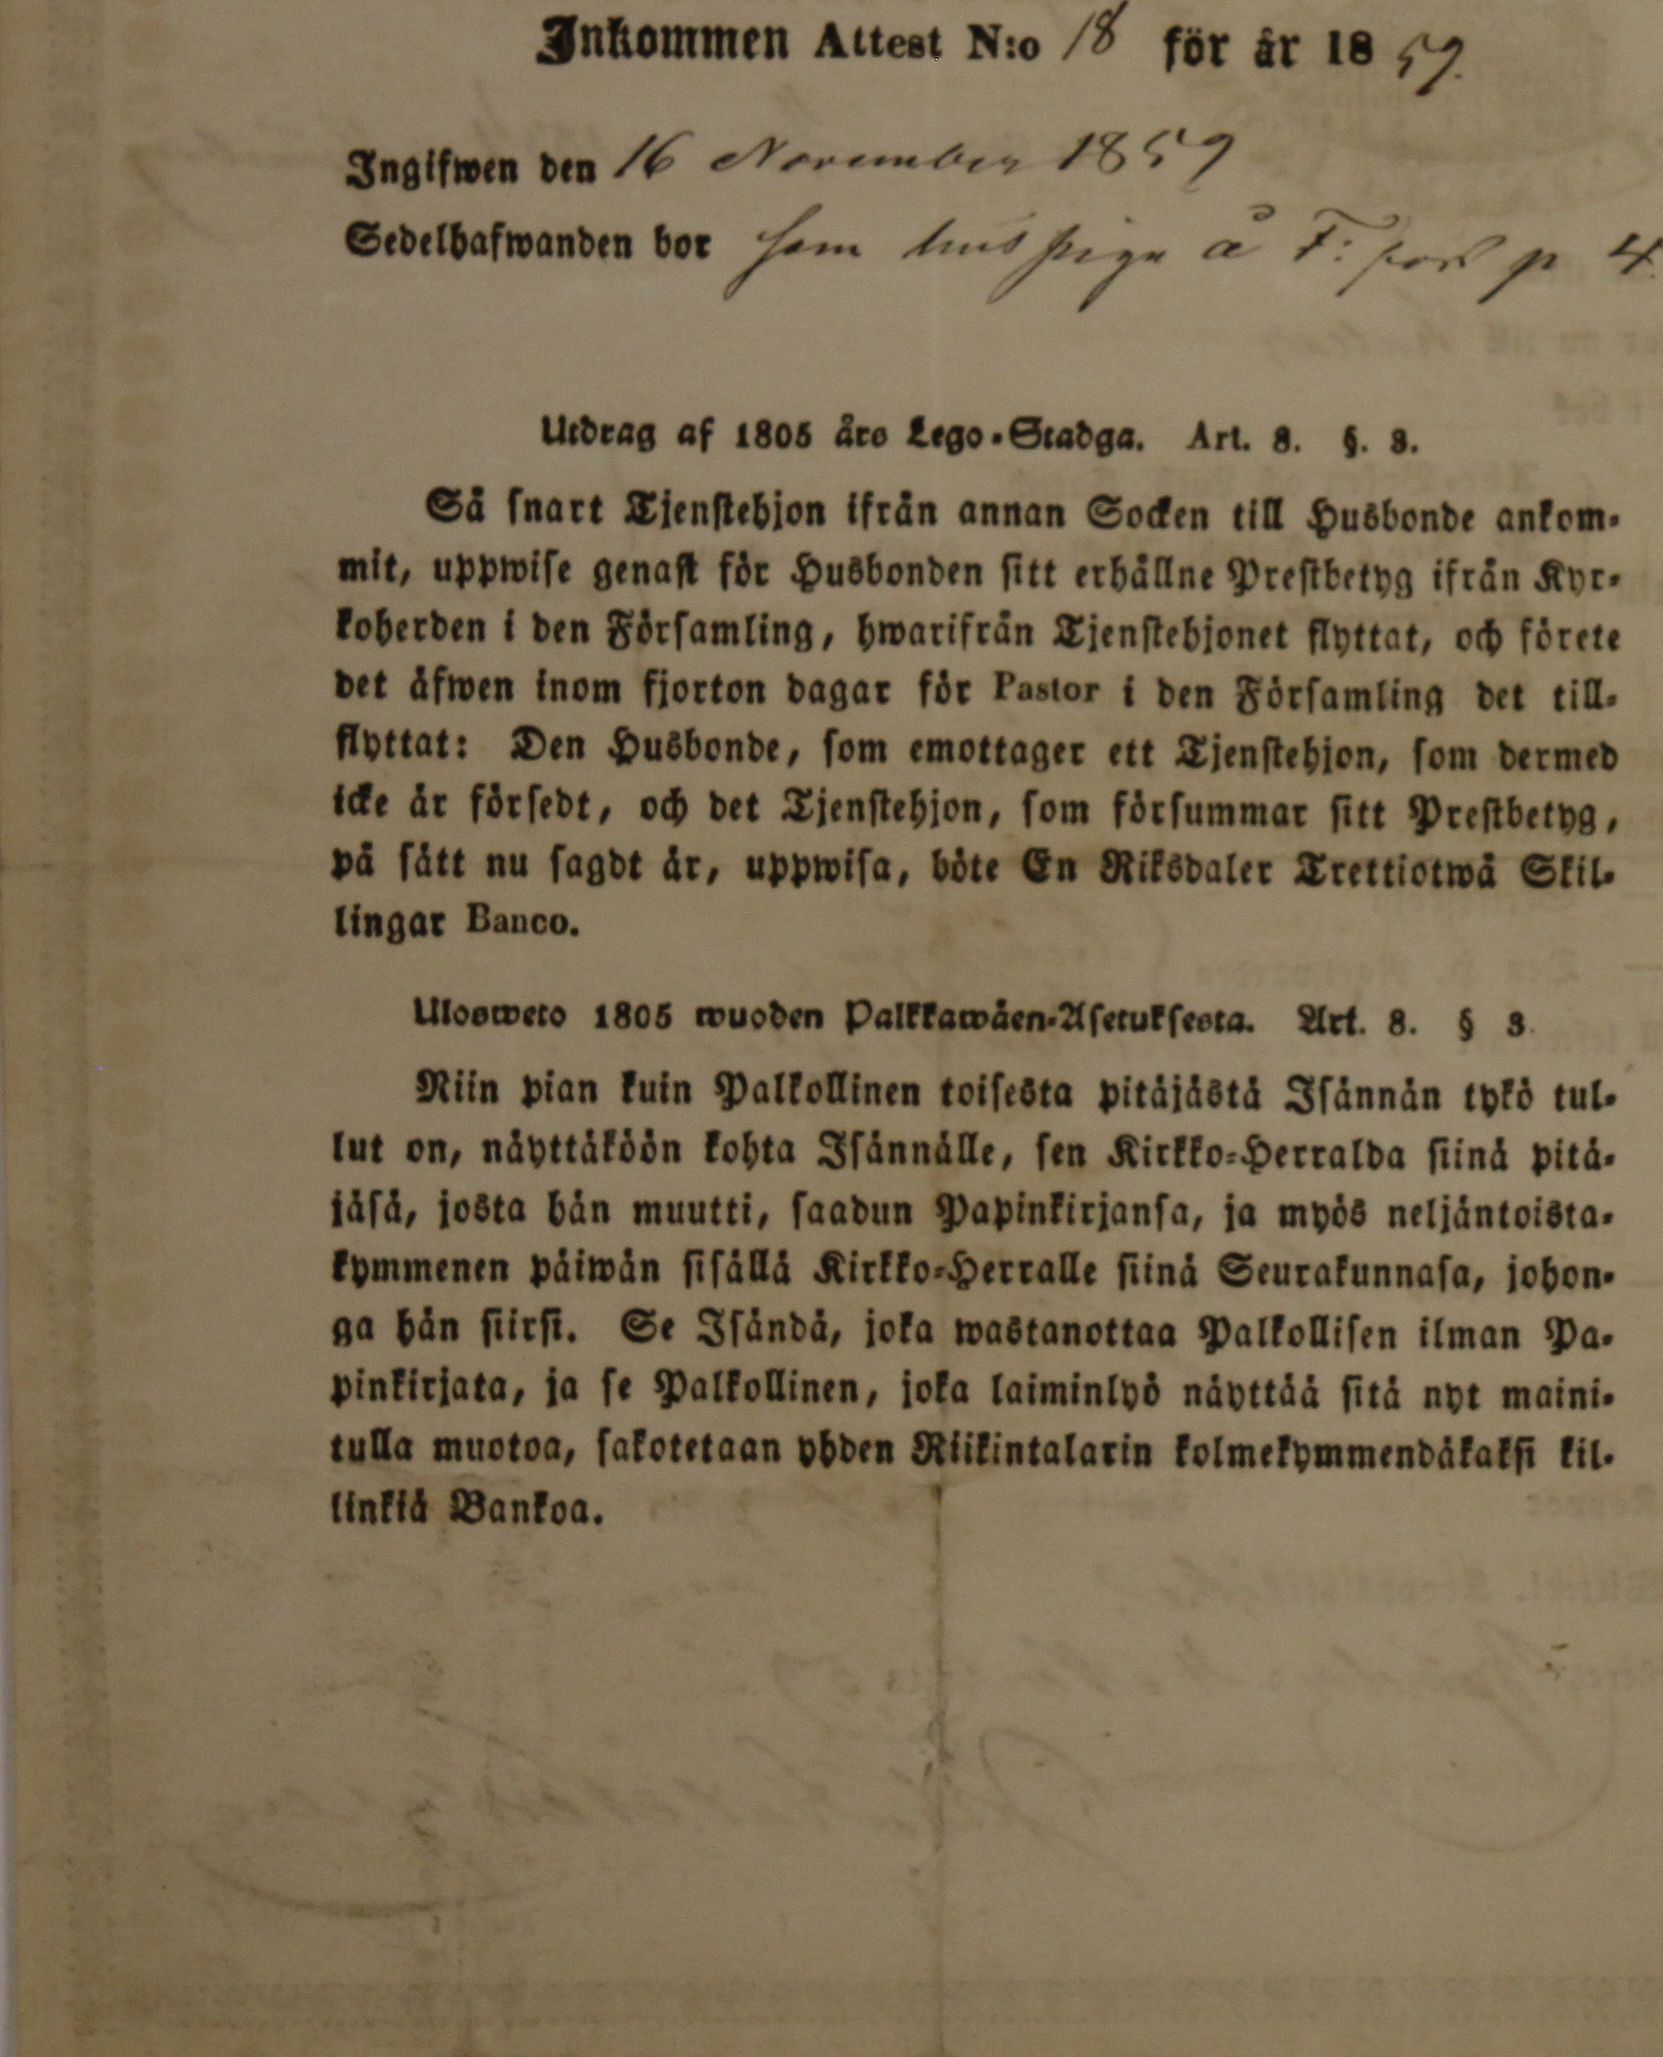 Inkommen Attest N:o 18 för år 1859.
Ingifwen den 16 November 1859
Sedelhafwanden bor som huspiga å F: p 4
Utdrag af 1805 års Lego-Stadga. Art. 8. §. 3.
Så snart Tjenstehjon ifrån annan Socken till Husbonde ankom-
mit, uppwise genast för Husbonden sitt erhållne Prestbetyg ifrån Kyr-
koherden i den Församling, hwarifrån Tjenstehjonet flyttat, och förete
det äfwen inom fjorton dagar för Pastor i den Församling det till-
flyttat: Den Husbonde, som emottager ett Tjenstehjon, som dermed
icke är försedt, och det Tjenstehjon, som försummar sitt Prestbetyg,
på sätt nu sagdt är, uppwisa, böte En Riksdaler Trettiotwå Skil-
lingar Banco.
Ulosweto 1805 wuoden Palkkawäen-Asetuksesta. Art. 8. § 3.
Niin pian kuin Palkollinen toisesta pitäjästä Isännän tykö tul-
lut on, näyttäköön kohta Isännälle, sen Kirkko-Herralda siinä pitä-
jäsä, josta hän muutti, saadun Papinkirjansa, ja myös neljäntoista-
kymmenen päiwän sisällä Kirkko-Herralle siinä Seurakunnasa, johon-
ga hän siirsi. Se Isändä, joka wastanottaa Palkollisen ilman Pa-
pinkirjata, ja se Palkollinen, joka laiminlyö näyttää sitä nyt maini-
tulla muotoa, sakotetaan yhden Riikintalarin kolmekymmendäkaksi kil-
linkiä Bankoa.